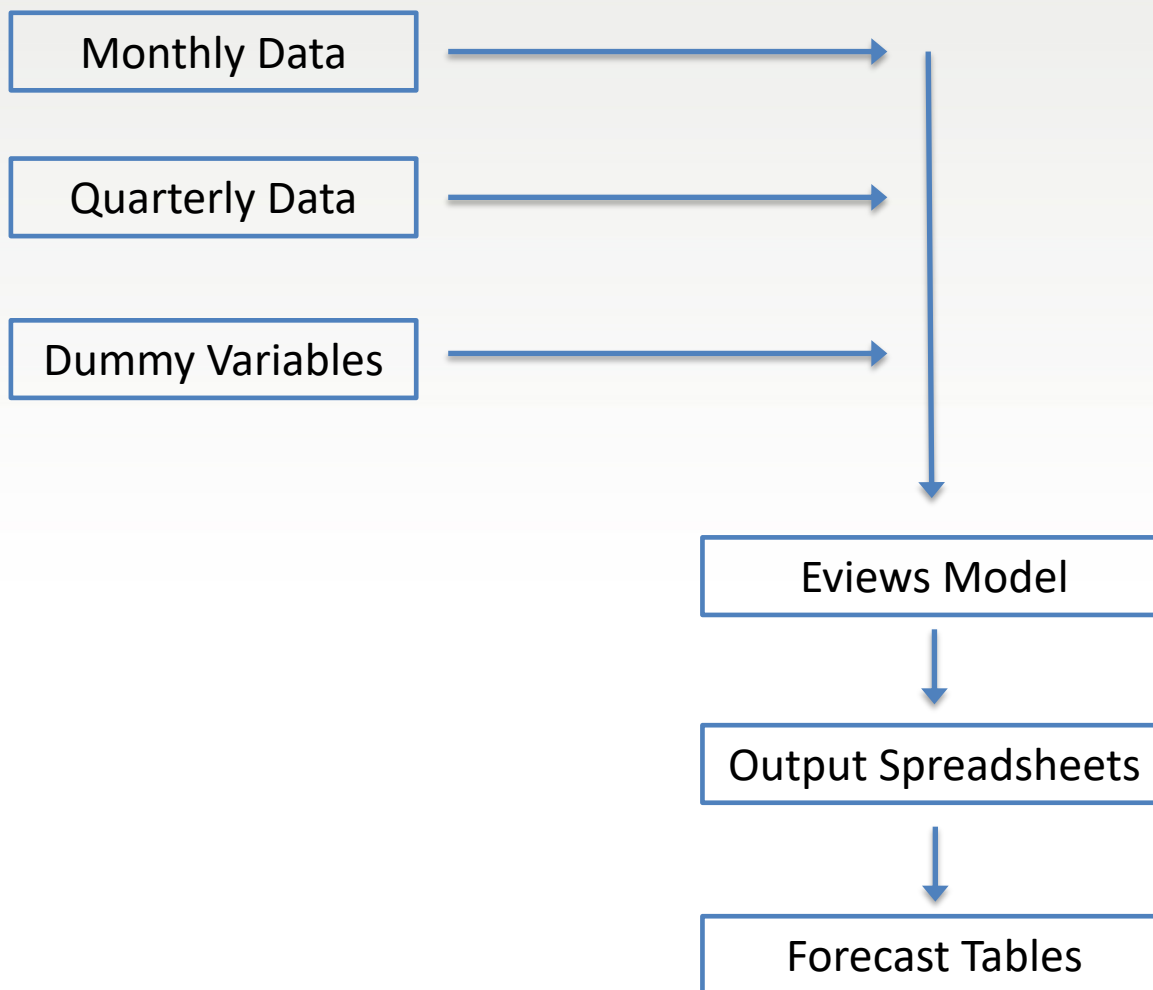 Monthly Data
Quarterly Data
Dummy Variables
Eviews Model
Output Spreadsheets
Forecast Tables